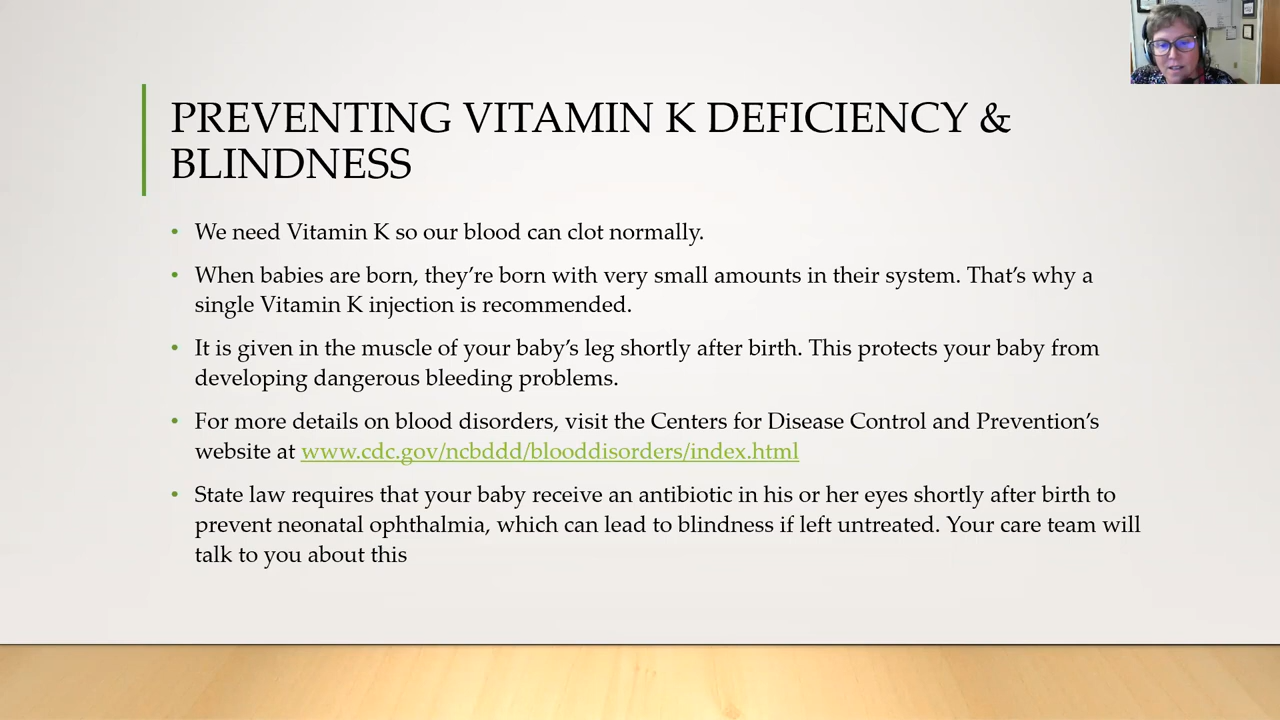 PREVENTING VITAMIN K DEFICIENCY &
BLINDNESS
• We need Vitamin K so our blood can clot normally.
• When babies are born, they’re born with very small amounts in their system. That’s why a
single Vitamin K injection is recommended.
• It is given in the muscle of your baby’s leg shortly after birth. This protects your baby from
developing dangerous bleeding problems.
• For more details on blood disorders, visit the Centers for Disease Control and Prevention’s
website at www.cdc.gov/ncbddd/blooddisorders/index.html
• State law requires that your baby receive an antibiotic in his or her eyes shortly after birth to
prevent neonatal ophthalmia, which can lead to blindness if left untreated. Your care team will
talk to you about this